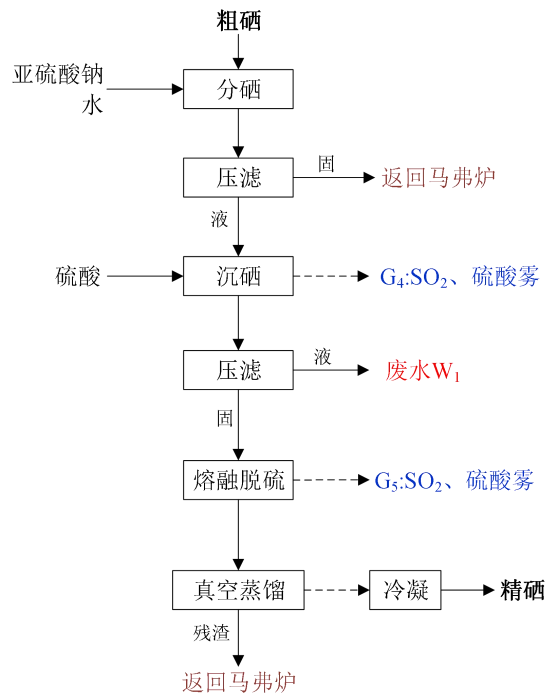 粗硒
亚硫酸钠
水
分硒
压滤
固
返回马弗炉
液
硫酸
沉硒
G4:SO2、硫酸雾
压滤
液
废水W1
固
熔融脱硫
G5:SO2、硫酸雾
真空蒸馏
冷凝
精硒
残渣
返回马弗炉